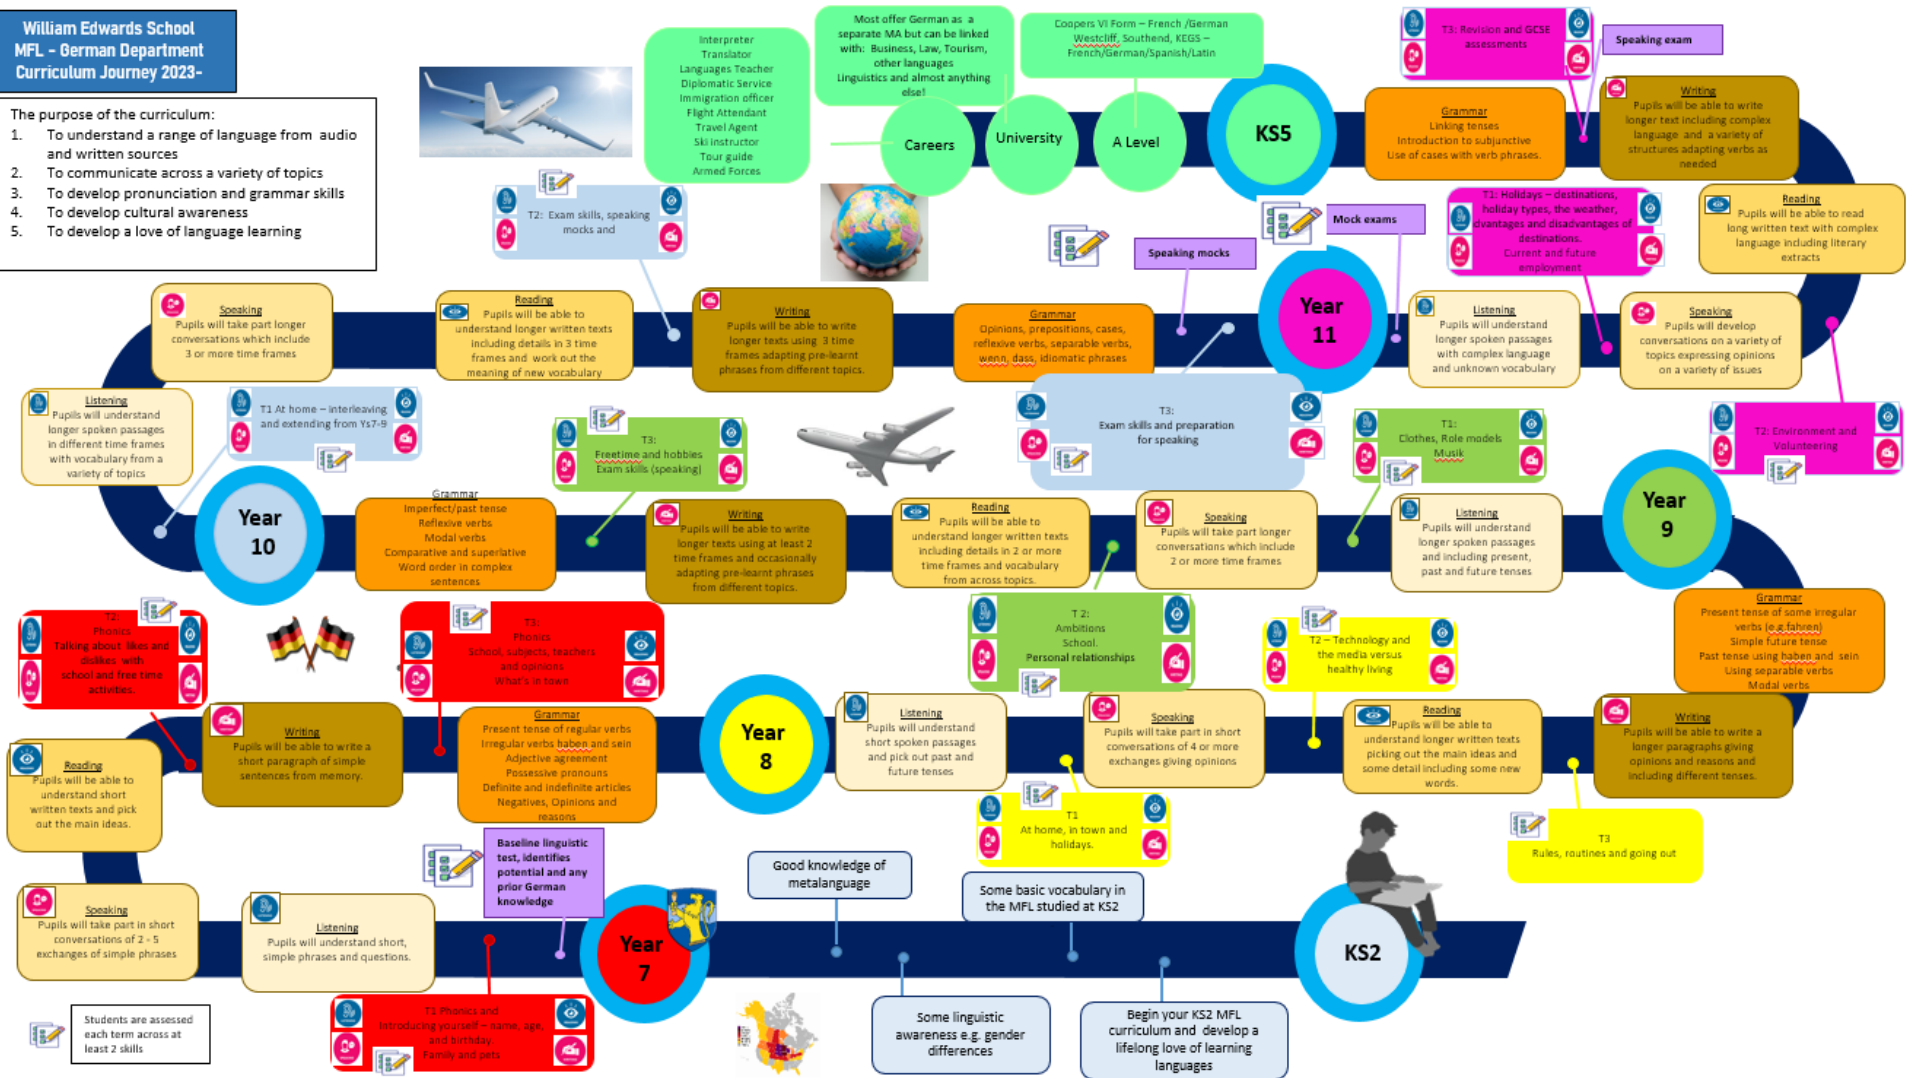 William Edwards School
MFL - German Department
Curriculum Journey 2023-
The purpose of the curriculum:
1. To understand a range of language from audio
and written sources
2. To communicate across a variety of topics
3. To develop pronunciation and grammar skills
4. To develop cultural awareness
5. To develop a love of language learning
Interpreter
Translator
Languages Teacher
Diplomatic Service
Immigration officer
Flight Attendant
Travel Agent
Ski instructor
Tour guide
Armed Forces
Most offer German as a
separate MA but can be linked
with: Business, Law, Tourism,
other languages
Linguistics and almost anything
else!
Coopers VI Form – French /German
Westcliff, Southend, KEGS –
French/German/Spanish/Latin
Careers
University
A Level
KS5
T3: Revision and GCSE
assessments
Speaking exam
Grammar
Linking tenses
Introduction to subjunctive
Use of cases with verb phrases.
Writing
Pupils will be able to write
longer text including complex
language and a variety of
structures adapting verbs as
needed
Reading
Pupils will be able to read
long written text with complex
language including literary
extracts
T1: Holidays – destinations,
holiday types, the weather,
dvantages and disadvantages of
destinations.
Current and future
employment
Mock exams
Speaking mocks
T2: Exam skills, speaking
mocks and
Speaking
Pupils will take part longer
conversations which include
3 or more time frames
Reading
Pupils will be able to
understand longer written texts
including details in 3 time
frames and work out the
meaning of new vocabulary
Writing
Pupils will be able to write
longer texts using 3 time
frames adapting pre-learnt
phrases from different topics.
Grammar
Opinions, prepositions, cases,
reflexive verbs, separable verbs,
wenn, dass, idiomatic phrases
Year
11
Listening
Pupils will understand
longer spoken passages
with complex language
and unknown vocabulary
Speaking
Pupils will develop
conversations on a variety of
topics expressing opinions
on a variety of issues
Listening
Pupils will understand
longer spoken passages
in different time frames
with vocabulary from a
variety of topics
T1 At home – interleaving
and extending from Ys7-9
T3:
Freetime and hobbies
Exam skills (speaking)
T3:
Exam skills and preparation
for speaking
T1:
Clothes, Role models
Musik
T2: Environment and
Volunteering
Year
10
Grammar
Imperfect/past tense
Reflexive verbs
Modal verbs
Comparative and superlative
Word order in complex
sentences
Writing
Pupils will be able to write
longer texts using at least 2
time frames and occasionally
adapting pre-learnt phrases
from different topics.
Reading
Pupils will be able to
understand longer written texts
including details in 2 or more
time frames and vocabulary
from across topics.
Speaking
Pupils will take part longer
conversations which include
2 or more time frames
Listening
Pupils will understand
longer spoken passages
and including present,
past and future tenses
Year
9
T2:
Phonics
Talking about likes and
dislikes with
school and free time
activities.
T3:
Phonics
School, subjects, teachers
and opinions
What's in town
T 2:
Ambitions
School.
Personal relationships
T2 – Technology and
the media versus
healthy living
Grammar
Present tense of some irregular
verbs (e.g.fahren)
Simple future tense
Past tense using haben and sein
Using separable verbs
Modal verbs
Reading
Pupils will be able to
understand short
written texts and pick
out the main ideas.
Writing
Pupils will be able to write a
short paragraph of simple
sentences from memory.
Grammar
Present tense of regular verbs
Irregular verbs haben and sein
Adjective agreement
Possessive pronouns
Definite and indefinite articles
Negatives, Opinions and
reasons
Year
8
Listening
Pupils will understand
short spoken passages
and pick out past and
future tenses
Speaking
Pupils will take part in short
conversations of 4 or more
exchanges giving opinions
Reading
Pupils will be able to
understand longer written texts
picking out the main ideas and
some detail including some new
words.
Writing
Pupils will be able to write a
longer paragraphs giving
opinions and reasons and
including different tenses.
T1
At home, in town and
holidays.
T3
Rules, routines and going out
Baseline linguistic
test, identifies
potential and any
prior German
knowledge
Good knowledge of
metalanguage
Some basic vocabulary in
the MFL studied at KS2
Speaking
Pupils will take part in short
conversations of 2 - 5
exchanges of simple phrases
Listening
Pupils will understand short,
simple phrases and questions.
Year
7
KS2
Students are assessed
each term across at
least 2 skills
T1 Phonics and
Introducing yourself – name, age,
and birthday.
Family and pets
Some linguistic
awareness e.g. gender
differences
Begin your KS2 MFL
curriculum and develop a
lifelong love of learning
languages